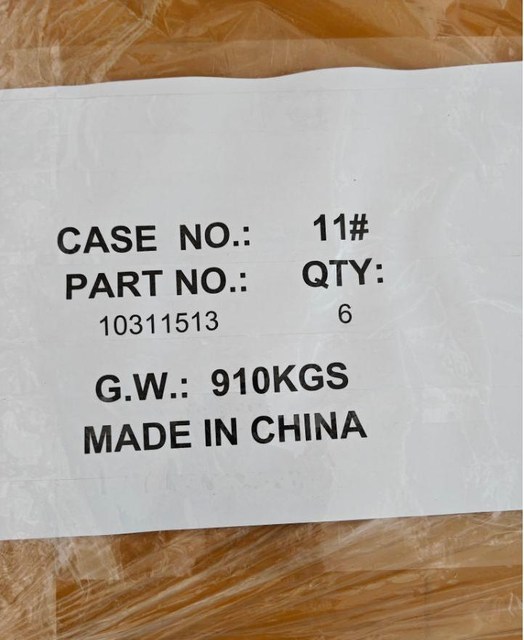 CASE NO.: 11#
PART NO.: QTY:
10311513 6
G.W.: 910KGS
MADE IN CHINA